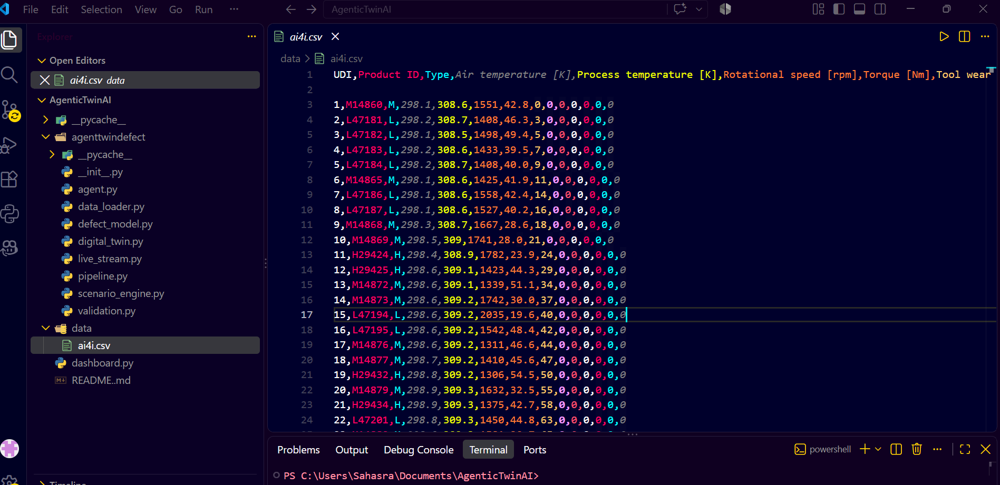 File Edit Selection View Go Run ··· AgenticTwinAI
Explorer
Open Editors
ai4i.csv data
AgenticTwinAI
__pycache__
agenttwindefect
__pycache__
__init__.py
agent.py
data_loader.py
defect_model.py
digital_twin.py
live_stream.py
pipeline.py
scenario_engine.py
validation.py
data
ai4i.csv
dashboard.py
README..md
Timeline
ai4i.csv
data > ai4i.csv
1 UDI,Product ID,Type,Air temperature [K],Process temperature [K],Rotational speed [rpm],Torque [Nm],Tool wear
2
3 1,M14860,M,298.1,308.6,1551,42.8,0,0,0,0,0,0,0
4 2,L47181,L,298.2,308.7,1408,46.3,3,0,0,0,0,0,0
5 3,L47182,L,298.1,308.5,1498,49.4,5,0,0,0,0,0,0
6 4,L47183,L,298.2,308.6,1433,39.5,7,0,0,0,0,0,0
7 5,L47184,L,298.2,308.7,1408,40.0,9,0,0,0,0,0,0
8 6,M14865,M,298.1,308.6,1425,41.9,11,0,0,0,0,0,0
9 7,L47186,L,298.1,308.6,1558,42.4,14,0,0,0,0,0,0
10 8,L47187,L,298.1,308.6,1527,40.2,16,0,0,0,0,0,0
11 9,M14868,M,298.3,308.7,1667,28.6,18,0,0,0,0,0,0
12 10,M14869,M,298.5,309,1741,28.0,21,0,0,0,0,0,0
13 11,H29424,H,298.4,308.9,1782,23.9,24,0,0,0,0,0,0
14 12,H29425,H,298.6,309.1,1423,44.3,29,0,0,0,0,0,0
15 13,M14872,M,298.6,309.1,1339,51.1,34,0,0,0,0,0,0
16 14,M14873,M,298.6,309.2,1742,30.0,37,0,0,0,0,0,0
17 15,L47194,L,298.6,309.2,2035,19.6,40,0,0,0,0,0,0
18 16,L47195,L,298.6,309.2,1542,48.4,42,0,0,0,0,0,0
19 17,M14876,M,298.6,309.2,1311,46.6,44,0,0,0,0,0,0
20 18,M14877,M,298.7,309.2,1410,45.6,47,0,0,0,0,0,0
21 19,H29432,H,298.8,309.2,1306,54.5,50,0,0,0,0,0,0
22 20,M14879,M,298.9,309.3,1632,32.5,55,0,0,0,0,0,0
23 21,H29434,H,298.9,309.3,1375,42.7,58,0,0,0,0,0,0
24 22,L47201,L,298.8,309.3,1450,44.8,63,0,0,0,0,0,0
Problems Output Debug Console Terminal Ports powershell
PS C:\Users\Sahasra\Documents\AgenticTwinAI>